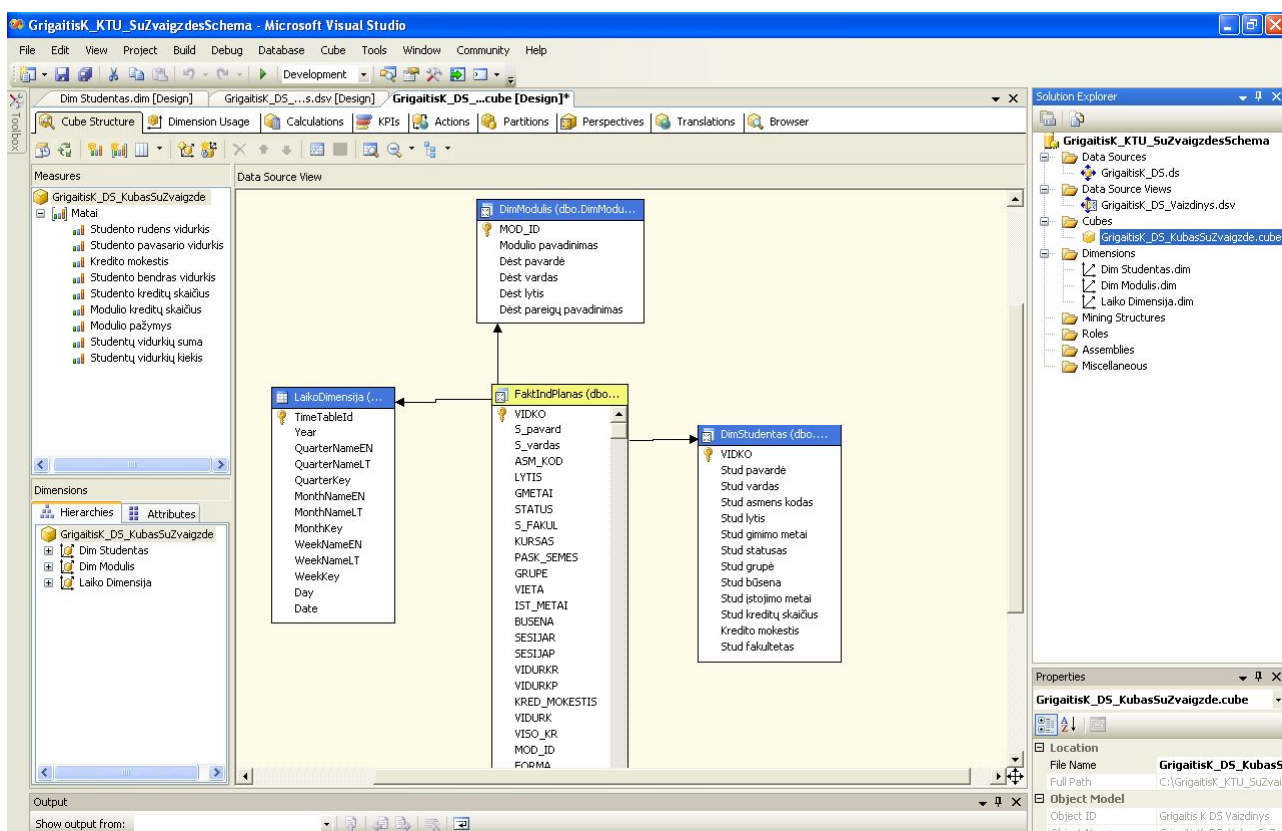 GrigaitisK_KTU_SuZvaigzdesSchema - Microsoft Visual Studio
File Edit View Project Build Debug Database Cube Tools Window Community Help
Development
Dim Studentas.dim [Design] GrigaitisK_DS_...s.dsv [Design] GrigaitisK_DS_...cube [Design]*
Cube Structure Dimension Usage Calculations KPIs Actions Partitions Perspectives Translations Browser
Toolbox
Measures
GrigaitisK_DS_KubasSuZvaigzde
Matai
Studento rudens vidurkis
Studento pavasario vidurkis
Kredito mokestis
Studento bendras vidurkis
Studento kreditų skaičius
Modulio kreditų skaičius
Modulio pažymys
Studentų vidurkių suma
Studentų vidurkių kiekis
Dimensions
Hierarchies Attributes
GrigaitisK_DS_KubasSuZvaigzde
Dim Studentas
Dim Modulis
Laiko Dimensija
Data Source View
DimModulis (dbo.DimModu...
MOD_ID
Modulio pavadinimas
Dėst pavardė
Dėst vardas
Dėst lytis
Dėst pareigų pavadinimas
LaikoDimensija (...
TimeTableId
Year
QuarterNameEN
QuarterNameLT
QuarterKey
MonthNameEN
MonthNameLT
MonthKey
WeekNameEN
WeekNameLT
WeekKey
Day
Date
FaktIndPlanas (dbo...
VIDKO
S_pavard
S_vardas
ASM_KOD
LYTIS
GMETAI
STATUS
S_FAKUL
KURSAS
PASK_SEMES
GRUPE
VIETA
IST_METAI
BUSENA
SESIJAR
SESIJAP
VIDURKR
VIDURKP
KRED_MOKESTIS
VIDURK
VISO_KR
MOD_ID
FORMA
DimStudentas (dbo....
VIDKO
Stud pavardė
Stud vardas
Stud asmens kodas
Stud lytis
Stud gimimo metai
Stud statusas
Stud grupė
Stud būsena
Stud įstojimo metai
Stud kreditų skaičius
Kredito mokestis
Stud fakultetas
Solution Explorer
GrigaitisK_KTU_SuZvaigzdesSchema
Data Sources
GrigaitisK_DS.ds
Data Source Views
GrigaitisK_DS_Vaizdinys.dsv
Cubes
GrigaitisK_DS_KubasSuZvaigzde.cube
Dimensions
Dim Studentas.dim
Dim Modulis.dim
Laiko Dimensija.dim
Mining Structures
Roles
Assemblies
Miscellaneous
Properties
GrigaitisK_DS_KubasSuZvaigzde.cube
Location
File Name GrigaitisK_DS_KubasS
Full Path C:\GrigaitisK_KTU_SuZvai
Object Model
Object ID Grigaitis K DS Vaizdinys
Output
Show output from: